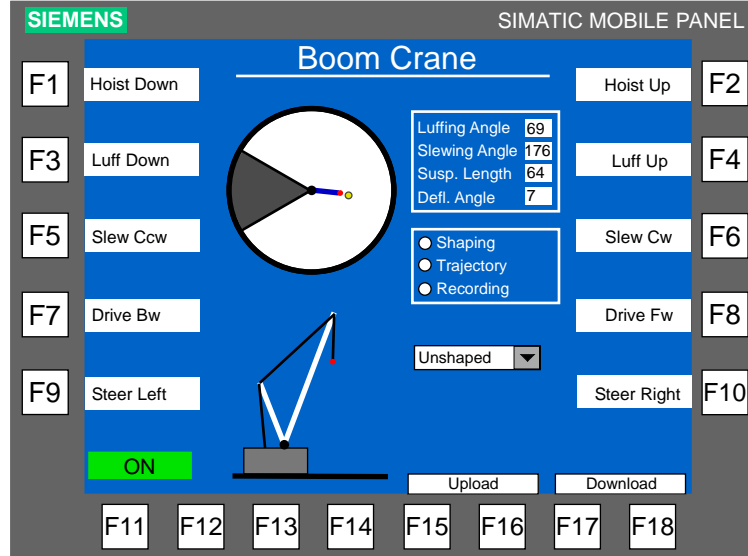 SIEMENS
SIMATIC MOBILE PANEL
Boom Crane
F1 Hoist Down
Hoist Up F2
Luffing Angle 69
Slewing Angle 176
Susp. Length 64
Defl. Angle 7
F3 Luff Down
Luff Up F4
F5 Slew Ccw
Slew Cw F6
Shaping
Trajectory
Recording
F7 Drive Bw
Drive Fw F8
Unshaped
F9 Steer Left
Steer Right F10
ON
Upload
Download
F11 F12 F13 F14 F15 F16 F17 F18